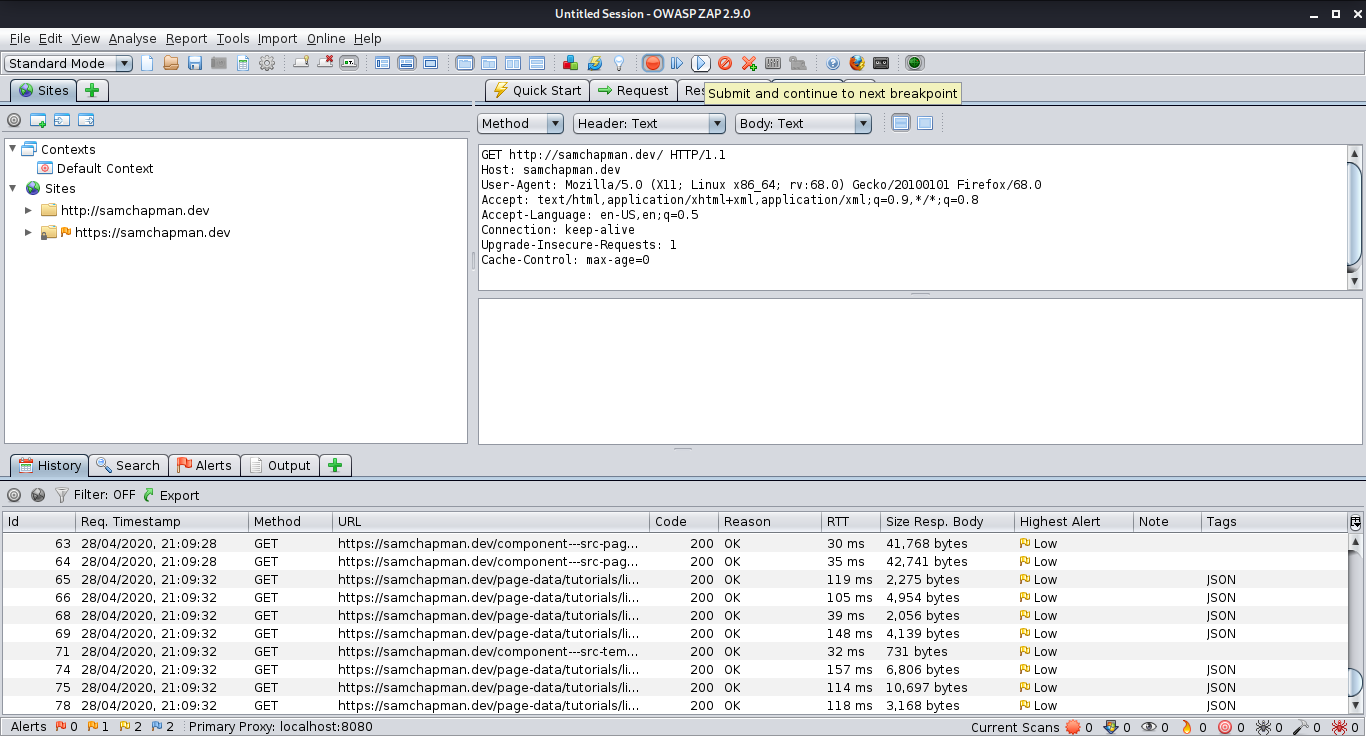 Untitled Session - OWASP ZAP 2.9.0
File Edit View Analyse Report Tools Import Online Help
Standard Mode
Sites
Quick Start Request Res
Submit and continue to next breakpoint
Method Header: Text Body: Text
Contexts
Default Context
Sites
http://samchapman.dev
https://samchapman.dev
GET http://samchapman.dev/ HTTP/1.1
Host: samchapman.dev
User-Agent: Mozilla/5.0 (X11; Linux x86_64; rv:68.0) Gecko/20100101 Firefox/68.0
Accept: text/html,application/xhtml+xml,application/xml;q=0.9,*/*;q=0.8
Accept-Language: en-US,en;q=0.5
Connection: keep-alive
Upgrade-Insecure-Requests: 1
Cache-Control: max-age=0
History Search Alerts Output
Filter: OFF Export
Id Req. Timestamp Method URL Code Reason RTT Size Resp. Body Highest Alert Note Tags
63 28/04/2020, 21:09:28 GET https://samchapman.dev/component---src-pag... 200 OK 30 ms 41,768 bytes Low
64 28/04/2020, 21:09:28 GET https://samchapman.dev/component---src-pag... 200 OK 35 ms 42,741 bytes Low
65 28/04/2020, 21:09:32 GET https://samchapman.dev/page-data/tutorials/li... 200 OK 119 ms 2,275 bytes Low JSON
66 28/04/2020, 21:09:32 GET https://samchapman.dev/page-data/tutorials/li... 200 OK 105 ms 4,954 bytes Low JSON
68 28/04/2020, 21:09:32 GET https://samchapman.dev/page-data/tutorials/li... 200 OK 39 ms 2,056 bytes Low JSON
69 28/04/2020, 21:09:32 GET https://samchapman.dev/page-data/tutorials/li... 200 OK 148 ms 4,139 bytes Low JSON
71 28/04/2020, 21:09:32 GET https://samchapman.dev/component---src-tem... 200 OK 32 ms 731 bytes Low
74 28/04/2020, 21:09:32 GET https://samchapman.dev/page-data/tutorials/li... 200 OK 157 ms 6,806 bytes Low JSON
75 28/04/2020, 21:09:32 GET https://samchapman.dev/page-data/tutorials/li... 200 OK 114 ms 10,697 bytes Low JSON
78 28/04/2020, 21:09:32 GET https://samchapman.dev/page-data/tutorials/li... 200 OK 118 ms 3,168 bytes Low JSON
Alerts 0 1 2 2 Primary Proxy: localhost:8080 Current Scans 0 0 0 0 0 0 0 0